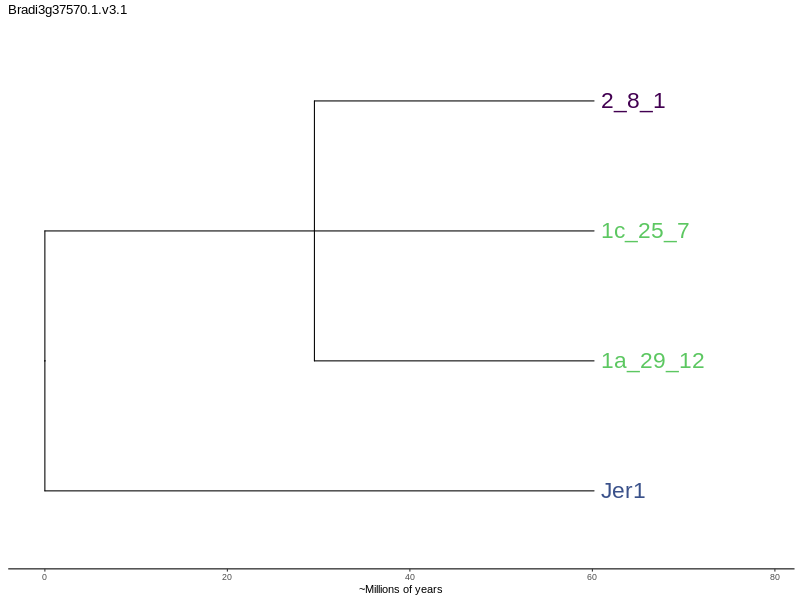 Bradi3g37570.1.v3.1
2_8_1
1c_25_7
1a_29_12
Jer1
0 20 40 60 80
~Millions of years